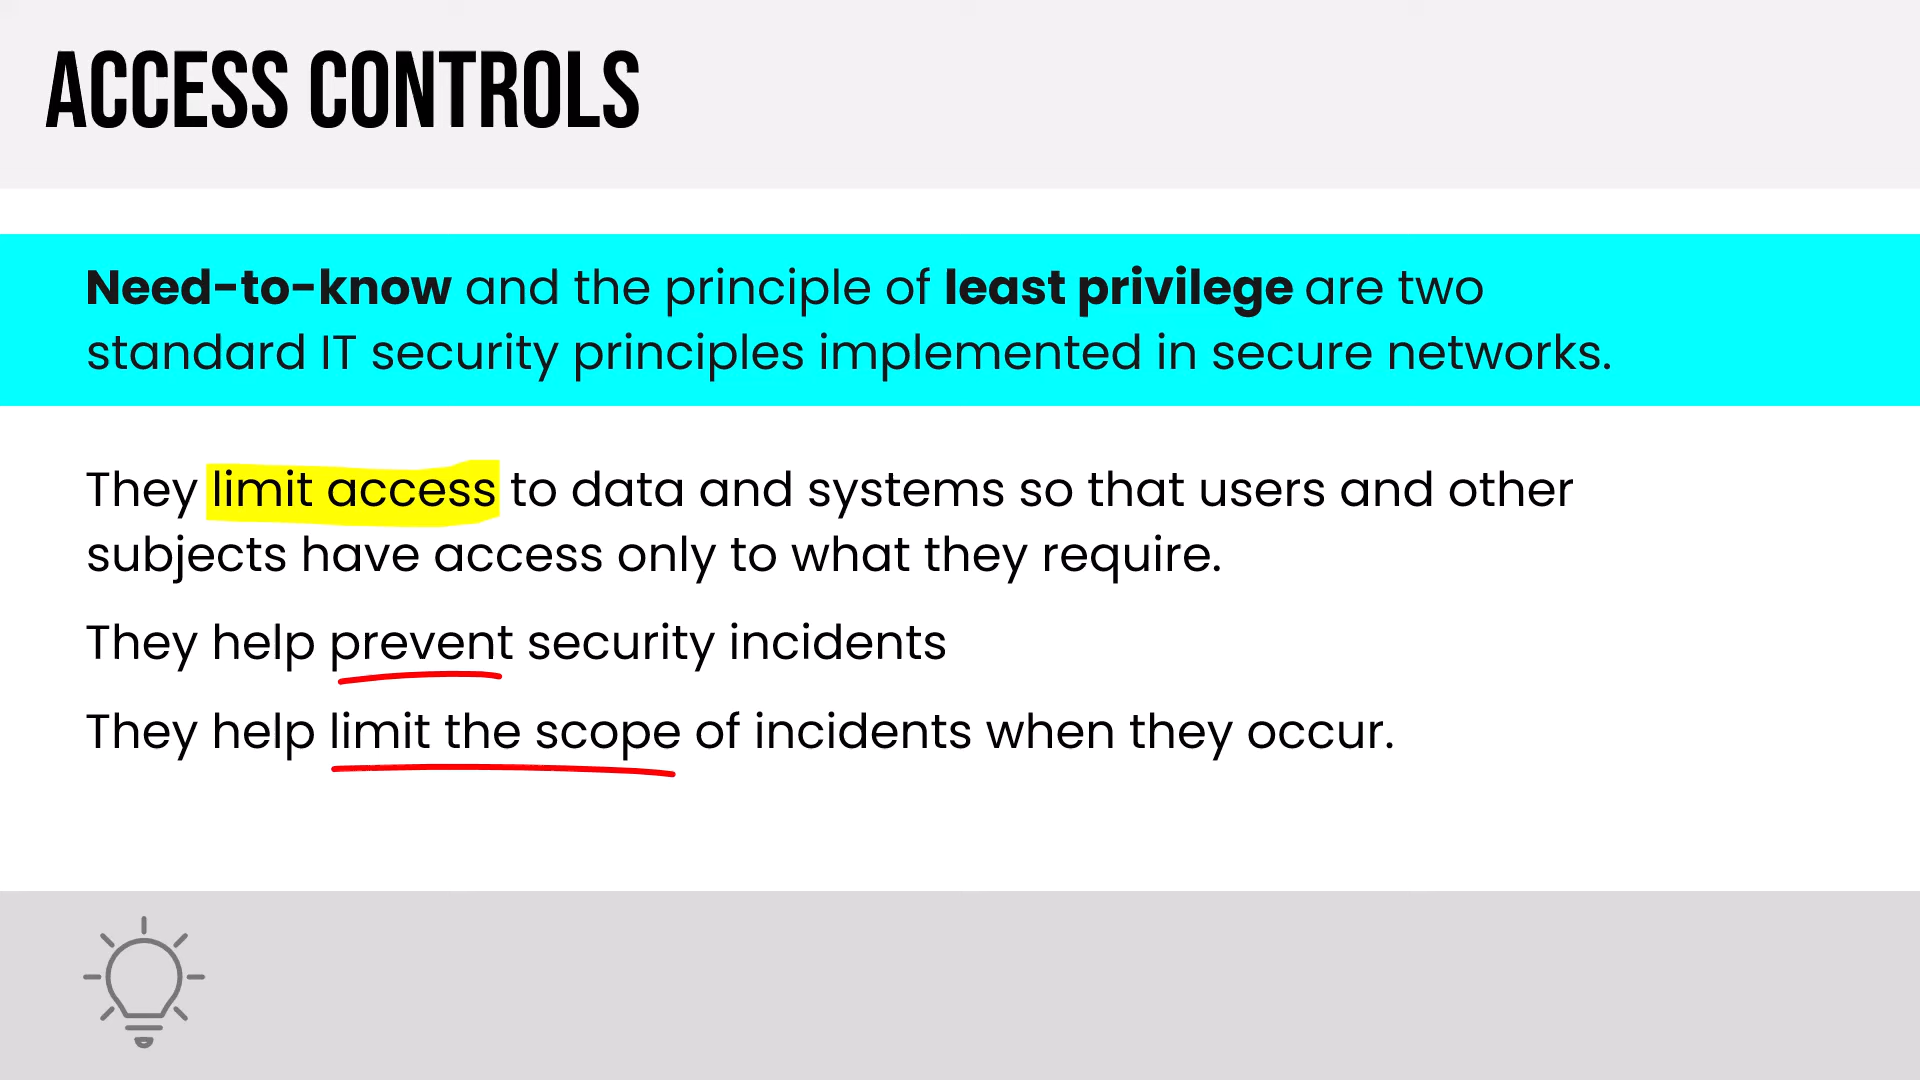 ACCESS CONTROLS
Need-to-know and the principle of least privilege are two
standard IT security principles implemented in secure networks.
They limit access to data and systems so that users and other
subjects have access only to what they require.
They help prevent security incidents
They help limit the scope of incidents when they occur.